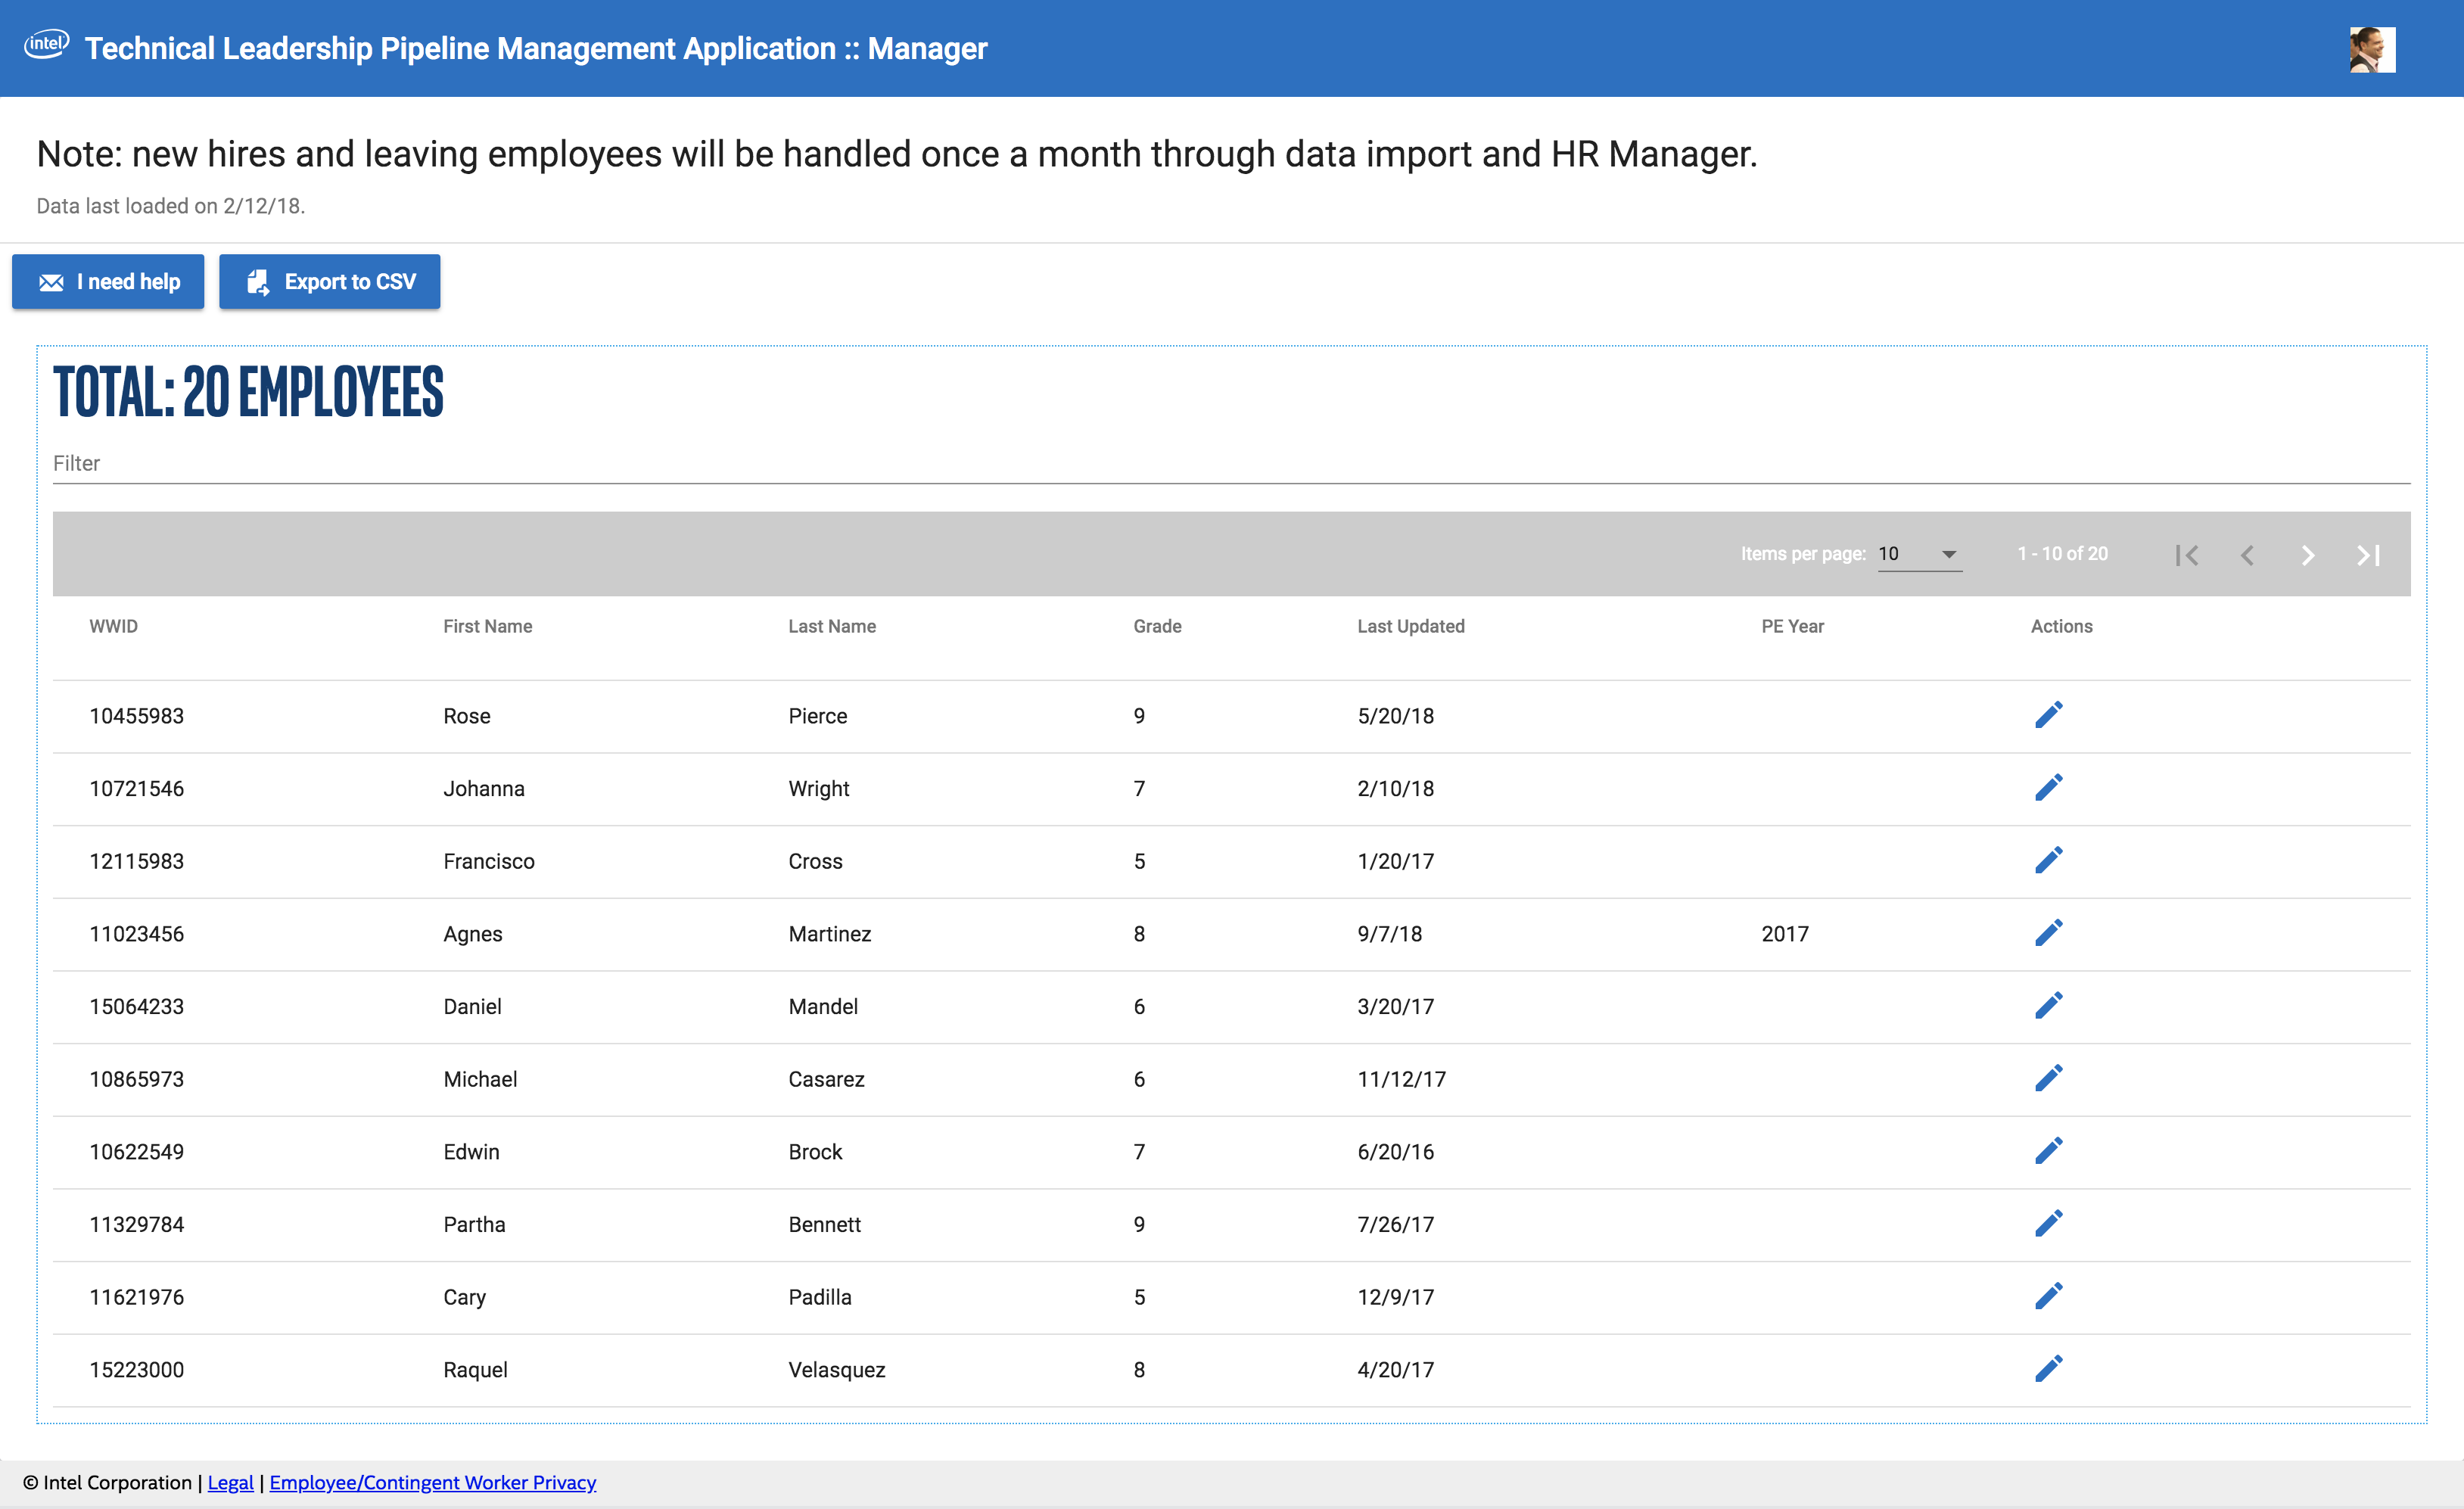 intel Technical Leadership Pipeline Management Application :: Manager
Note: new hires and leaving employees will be handled once a month through data import and HR Manager.
Data last loaded on 2/12/18.
I need help Export to CSV
TOTAL: 20 EMPLOYEES
Filter
Items per page: 10 1 - 10 of 20
WWID First Name Last Name Grade Last Updated PE Year Actions
10455983 Rose Pierce 9 5/20/18
10721546 Johanna Wright 7 2/10/18
12115983 Francisco Cross 5 1/20/17
11023456 Agnes Martinez 8 9/7/18 2017
15064233 Daniel Mandel 6 3/20/17
10865973 Michael Casarez 6 11/12/17
10622549 Edwin Brock 7 6/20/16
11329784 Partha Bennett 9 7/26/17
11621976 Cary Padilla 5 12/9/17
15223000 Raquel Velasquez 8 4/20/17
© Intel Corporation | Legal | Employee/Contingent Worker Privacy